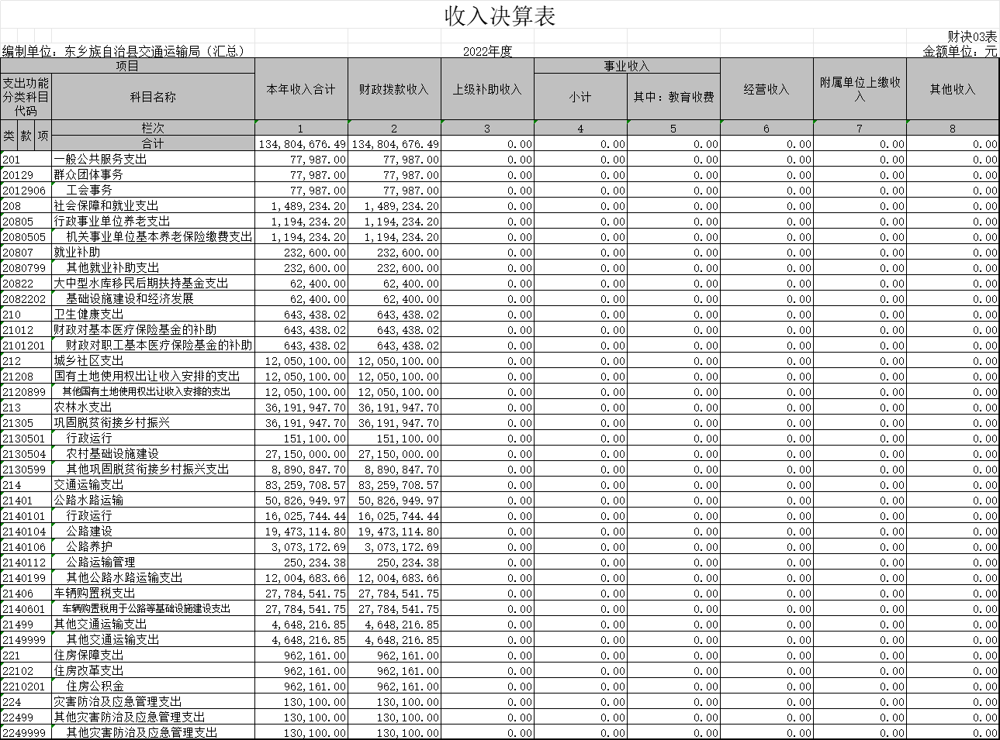 收入决算表
财决03表
编制单位：东乡族自治县交通运输局（汇总） 2022年度 金额单位：元
项目 本年收入合计 财政拨款收入 上级补助收入 事业收入 经营收入 附属单位上缴收入 其他收入
支出功能分类科目代码 科目名称 小计 其中：教育收费
类 款 项 栏次 1 2 3 4 5 6 7 8
合计 134,804,676.49 134,804,676.49 0.00 0.00 0.00 0.00 0.00 0.00
201 一般公共服务支出 77,987.00 77,987.00 0.00 0.00 0.00 0.00 0.00 0.00
20129 群众团体事务 77,987.00 77,987.00 0.00 0.00 0.00 0.00 0.00 0.00
2012906 工会事务 77,987.00 77,987.00 0.00 0.00 0.00 0.00 0.00 0.00
208 社会保障和就业支出 1,489,234.20 1,489,234.20 0.00 0.00 0.00 0.00 0.00 0.00
20805 行政事业单位养老支出 1,194,234.20 1,194,234.20 0.00 0.00 0.00 0.00 0.00 0.00
2080505 机关事业单位基本养老保险缴费支出 1,194,234.20 1,194,234.20 0.00 0.00 0.00 0.00 0.00 0.00
20807 就业补助 232,600.00 232,600.00 0.00 0.00 0.00 0.00 0.00 0.00
2080799 其他就业补助支出 232,600.00 232,600.00 0.00 0.00 0.00 0.00 0.00 0.00
20822 大中型水库移民后期扶持基金支出 62,400.00 62,400.00 0.00 0.00 0.00 0.00 0.00 0.00
2082202 基础设施建设和经济发展 62,400.00 62,400.00 0.00 0.00 0.00 0.00 0.00 0.00
210 卫生健康支出 643,438.02 643,438.02 0.00 0.00 0.00 0.00 0.00 0.00
21012 财政对基本医疗保险基金的补助 643,438.02 643,438.02 0.00 0.00 0.00 0.00 0.00 0.00
2101201 财政对职工基本医疗保险基金的补助 643,438.02 643,438.02 0.00 0.00 0.00 0.00 0.00 0.00
212 城乡社区支出 12,050,100.00 12,050,100.00 0.00 0.00 0.00 0.00 0.00 0.00
21208 国有土地使用权出让收入安排的支出 12,050,100.00 12,050,100.00 0.00 0.00 0.00 0.00 0.00 0.00
2120899 其他国有土地使用权出让收入安排的支出 12,050,100.00 12,050,100.00 0.00 0.00 0.00 0.00 0.00 0.00
213 农林水支出 36,191,947.70 36,191,947.70 0.00 0.00 0.00 0.00 0.00 0.00
21305 巩固脱贫衔接乡村振兴 36,191,947.70 36,191,947.70 0.00 0.00 0.00 0.00 0.00 0.00
2130501 行政运行 151,100.00 151,100.00 0.00 0.00 0.00 0.00 0.00 0.00
2130504 农村基础设施建设 27,150,000.00 27,150,000.00 0.00 0.00 0.00 0.00 0.00 0.00
2130599 其他巩固脱贫衔接乡村振兴支出 8,890,847.70 8,890,847.70 0.00 0.00 0.00 0.00 0.00 0.00
214 交通运输支出 83,259,708.57 83,259,708.57 0.00 0.00 0.00 0.00 0.00 0.00
21401 公路水路运输 50,826,949.97 50,826,949.97 0.00 0.00 0.00 0.00 0.00 0.00
2140101 行政运行 16,025,744.44 16,025,744.44 0.00 0.00 0.00 0.00 0.00 0.00
2140104 公路建设 19,473,114.80 19,473,114.80 0.00 0.00 0.00 0.00 0.00 0.00
2140106 公路养护 3,073,172.69 3,073,172.69 0.00 0.00 0.00 0.00 0.00 0.00
2140112 公路运输管理 250,234.38 250,234.38 0.00 0.00 0.00 0.00 0.00 0.00
2140199 其他公路水路运输支出 12,004,683.66 12,004,683.66 0.00 0.00 0.00 0.00 0.00 0.00
21406 车辆购置税支出 27,784,541.75 27,784,541.75 0.00 0.00 0.00 0.00 0.00 0.00
2140601 车辆购置税用于公路等基础设施建设支出 27,784,541.75 27,784,541.75 0.00 0.00 0.00 0.00 0.00 0.00
21499 其他交通运输支出 4,648,216.85 4,648,216.85 0.00 0.00 0.00 0.00 0.00 0.00
2149999 其他交通运输支出 4,648,216.85 4,648,216.85 0.00 0.00 0.00 0.00 0.00 0.00
221 住房保障支出 962,161.00 962,161.00 0.00 0.00 0.00 0.00 0.00 0.00
22102 住房改革支出 962,161.00 962,161.00 0.00 0.00 0.00 0.00 0.00 0.00
2210201 住房公积金 962,161.00 962,161.00 0.00 0.00 0.00 0.00 0.00 0.00
224 灾害防治及应急管理支出 130,100.00 130,100.00 0.00 0.00 0.00 0.00 0.00 0.00
22499 其他灾害防治及应急管理支出 130,100.00 130,100.00 0.00 0.00 0.00 0.00 0.00 0.00
2249999 其他灾害防治及应急管理支出 130,100.00 130,100.00 0.00 0.00 0.00 0.00 0.00 0.00